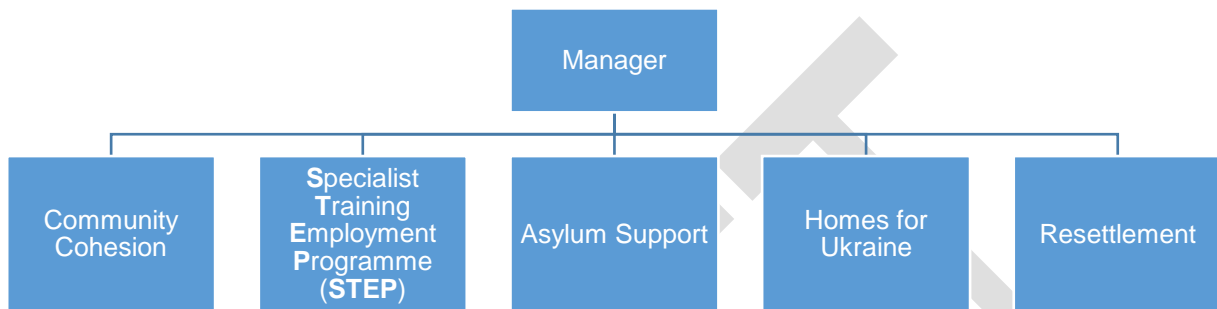 Manager
Community
Cohesion
Specialist
Training
Employment
Programme
(STEP)
Asylum Support
Homes for
Ukraine
Resettlement